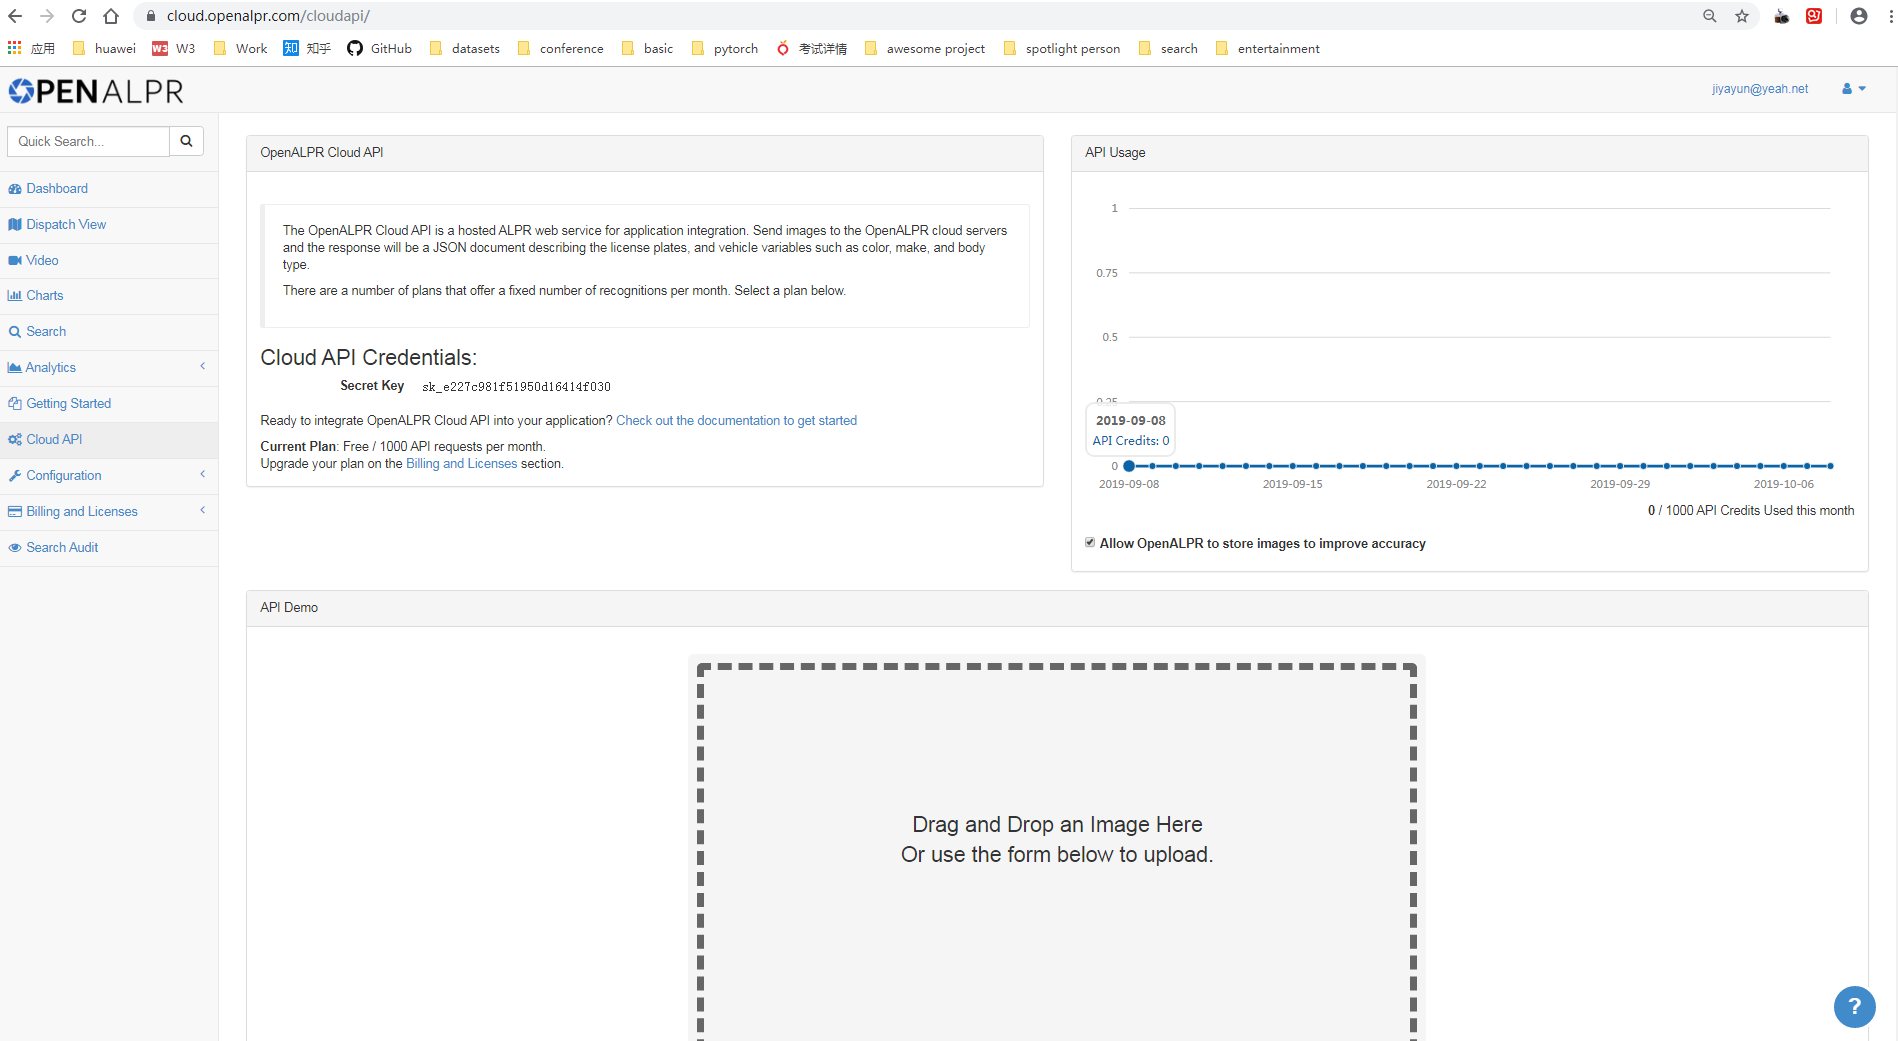 cloud.openalpr.com/cloudapi/
应用 huawei W3 W3 Work 知 知乎 GitHub datasets conference basic pytorch 考试详情 awesome project spotlight person search entertainment
OPENALPR
jiyayun@yeah.net
Quick Search...
Dashboard
Dispatch View
Video
Charts
Search
Analytics
Getting Started
Cloud API
Configuration
Billing and Licenses
Search Audit
OpenALPR Cloud API
The OpenALPR Cloud API is a hosted ALPR web service for application integration. Send images to the OpenALPR cloud servers
and the response will be a JSON document describing the license plates, and vehicle variables such as color, make, and body
type.
There are a number of plans that offer a fixed number of recognitions per month. Select a plan below.
Cloud API Credentials:
Secret Key sk_e227c981f51950d16414f030
Ready to integrate OpenALPR Cloud API into your application? Check out the documentation to get started
Current Plan: Free / 1000 API requests per month.
Upgrade your plan on the Billing and Licenses section.
API Usage
1
0.75
0.5
0.25
2019-09-08
API Credits: 0
0
2019-09-08 2019-09-15 2019-09-22 2019-09-29 2019-10-06
0 / 1000 API Credits Used this month
Allow OpenALPR to store images to improve accuracy
API Demo
Drag and Drop an Image Here
Or use the form below to upload.
?